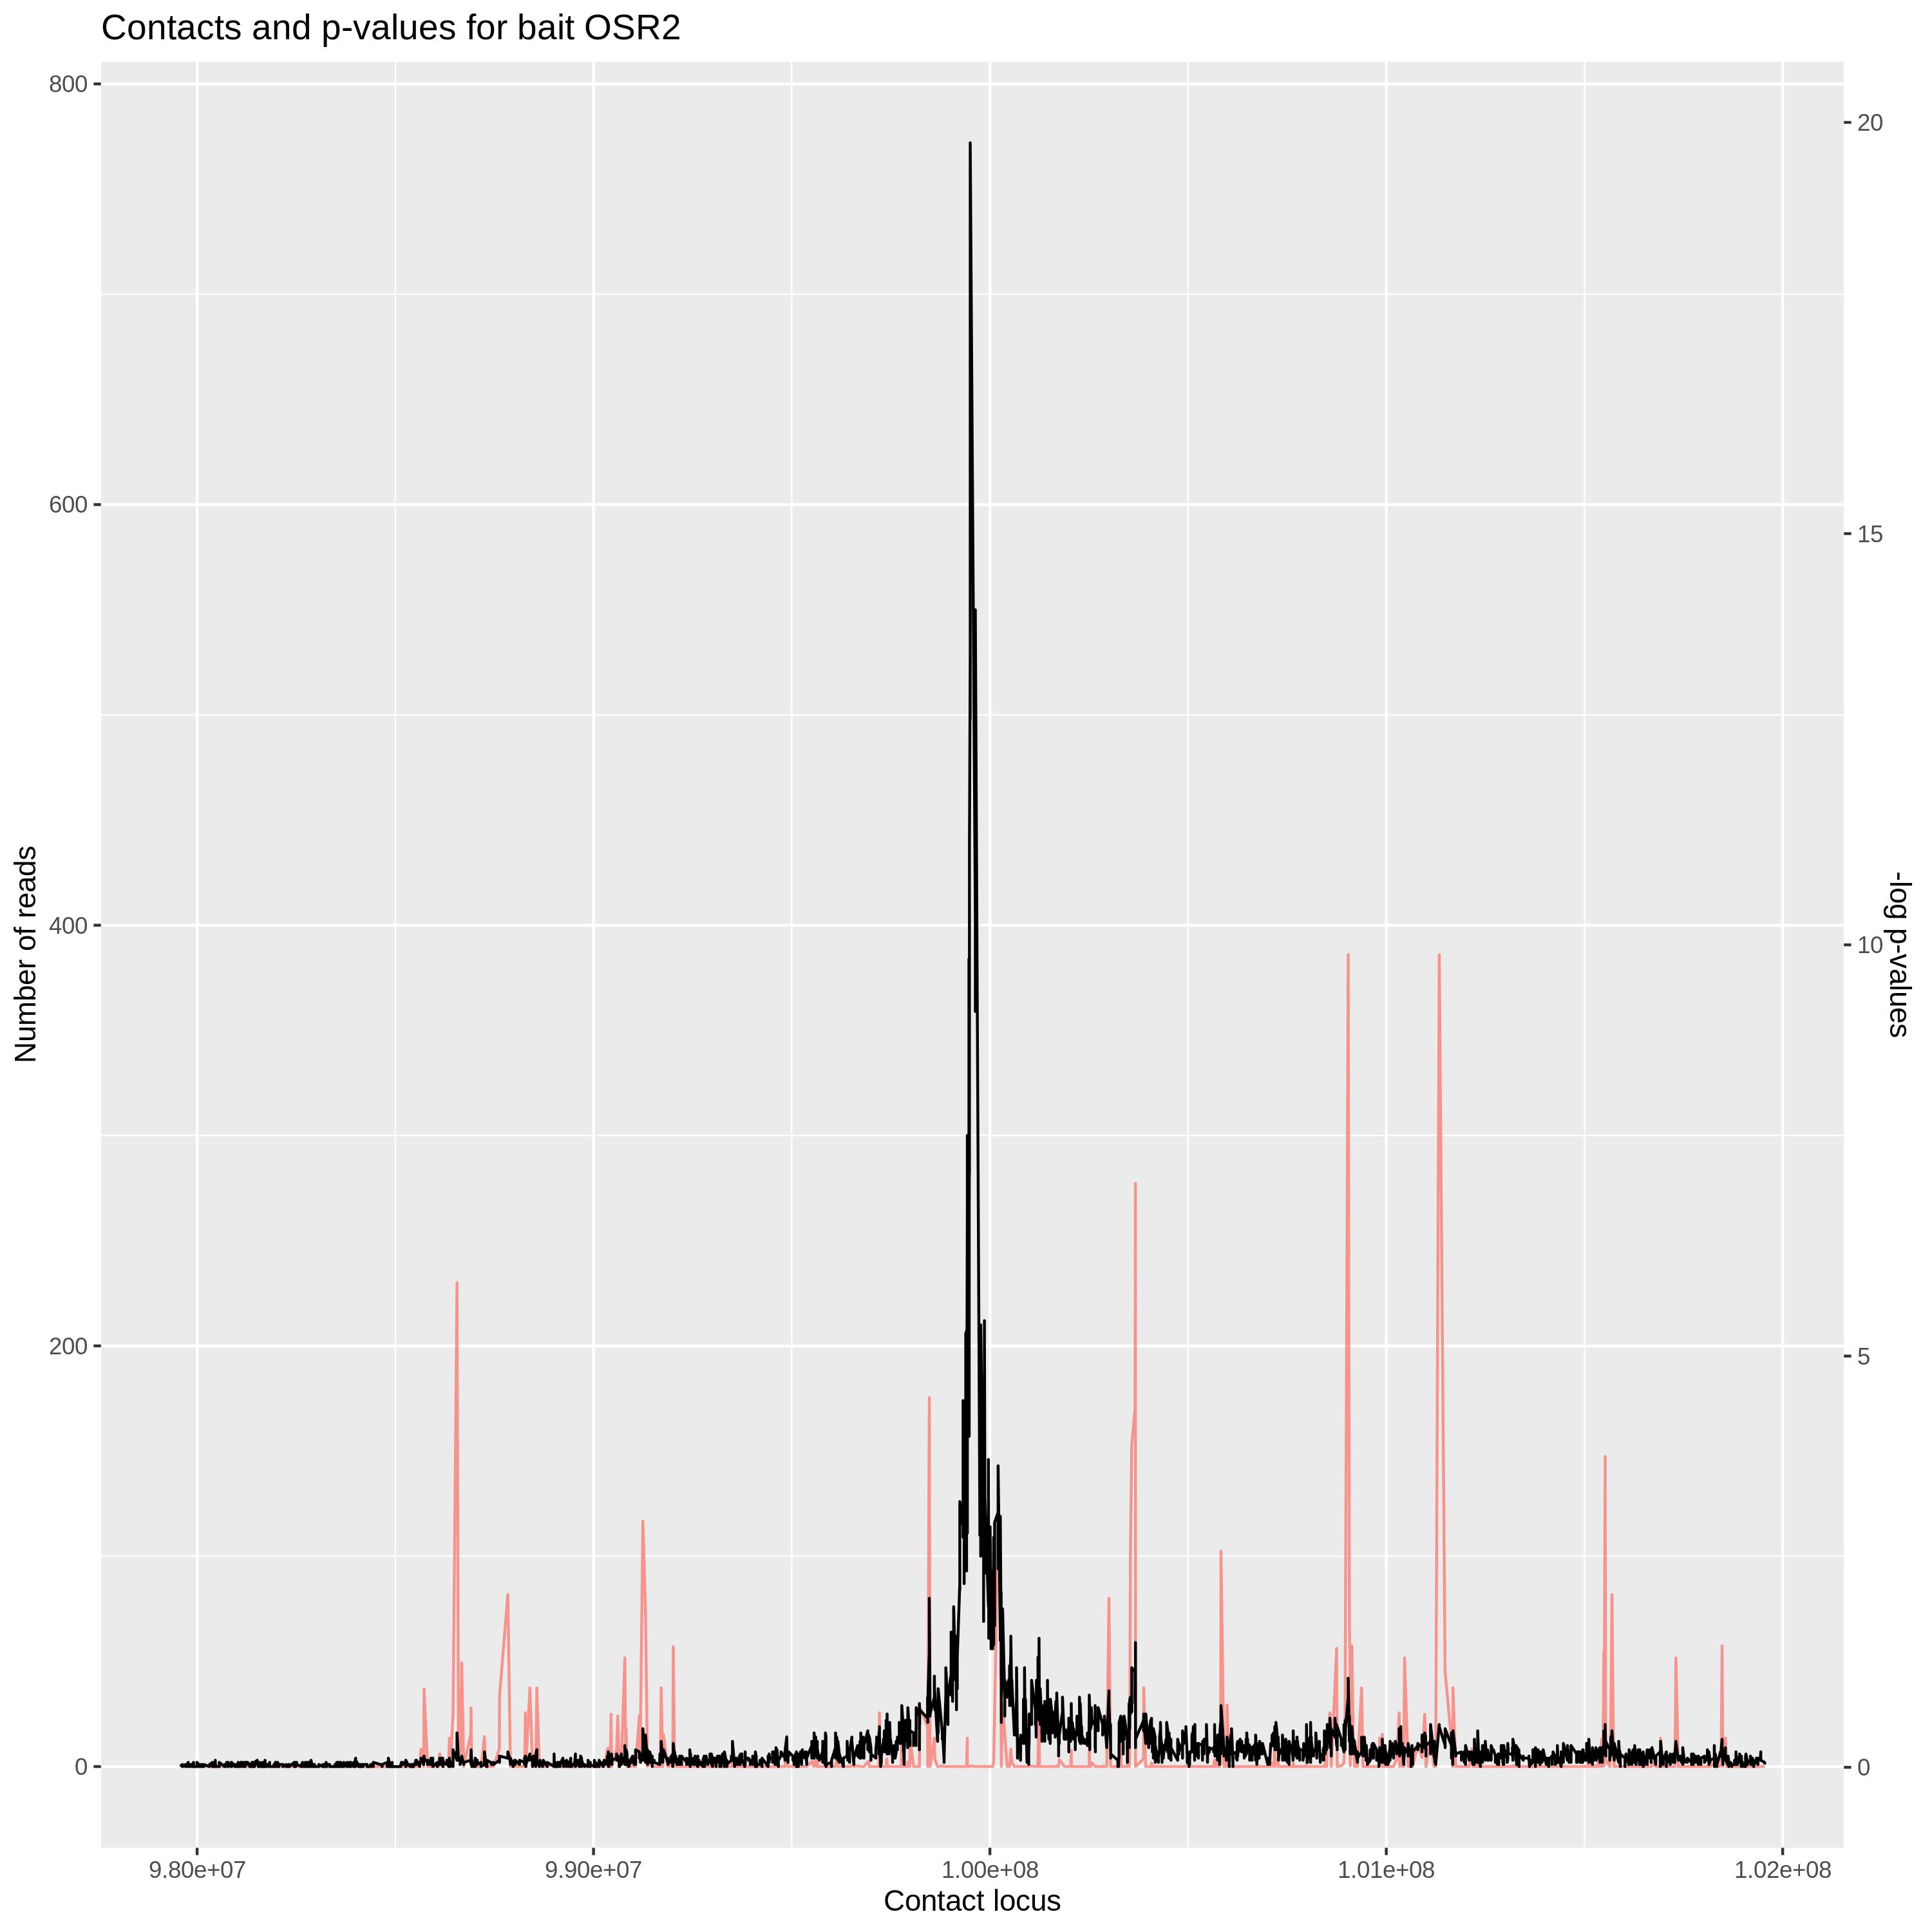 Contacts and p-values for bait OSR2
800
600
400
200
0
Number of reads
20
15
10
5
0
-log p-values
9.80e+07
9.90e+07
1.00e+08
1.01e+08
1.02e+08
Contact locus